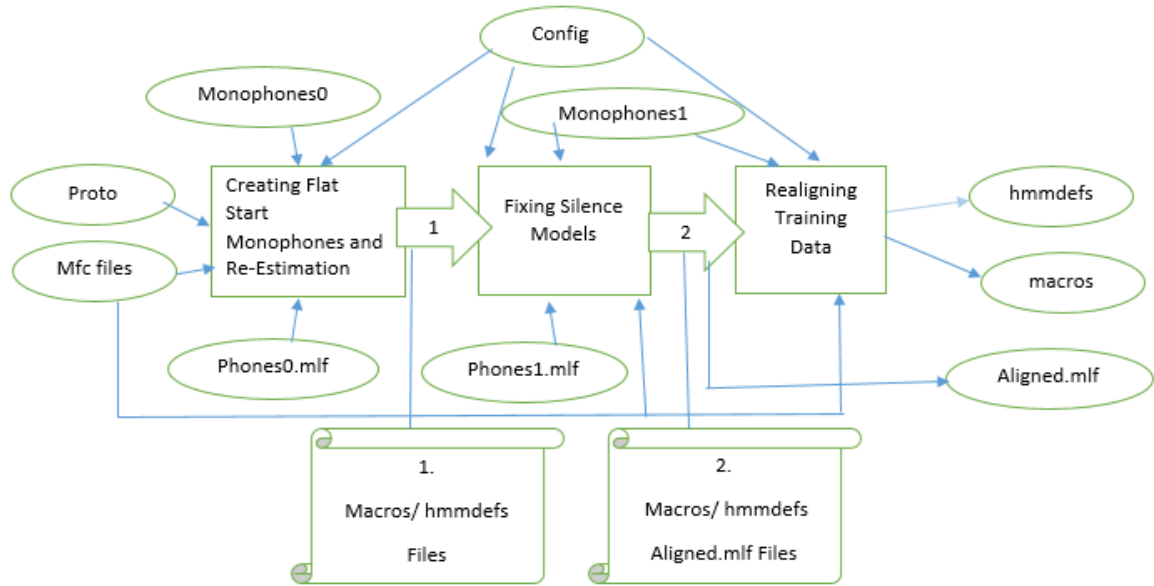 Config
Monophones0
Monophones1
Proto
Creating Flat
Start
Monophones and
Re-Estimation
1
Fixing Silence
Models
2
Realigning
Training
Data
hmmdefs
Mfc files
macros
Phones0.mlf
Phones1.mlf
Aligned.mlf
1.
Macros/ hmmdefs
Files
2.
Macros/ hmmdefs
Aligned.mlf Files